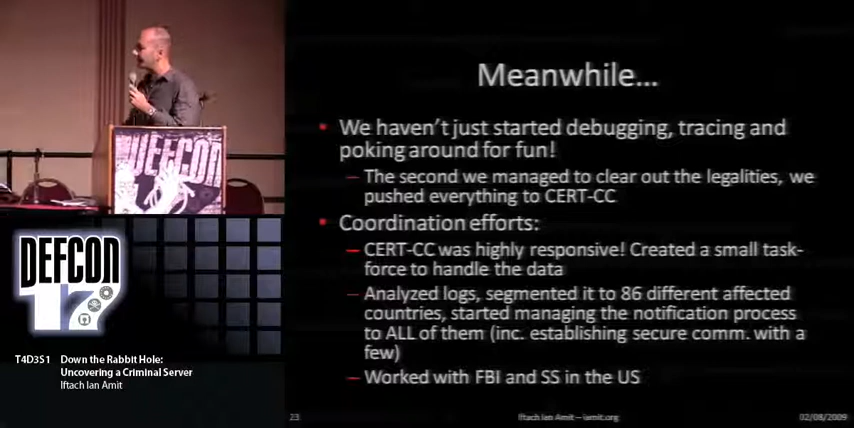 DEFCON
DEFCON
17
T4D3S1 Down the Rabbit Hole:
Uncovering a Criminal Server
Iftach Ian Amit
Meanwhile...
We haven't just started debugging, tracing and
poking around for fun!
– The second we managed to clear out the legalities, we
pushed everything to CERT-CC
Coordination efforts:
– CERT-CC was highly responsive! Created a small task-
force to handle the data
– Analyzed logs, segmented it to 86 different affected
countries, started managing the notification process
to ALL of them (inc. establishing secure comm. with a
few)
– Worked with FBI and SS in the US
23
Iftach Ian Amit – iamit.org
02/08/2009